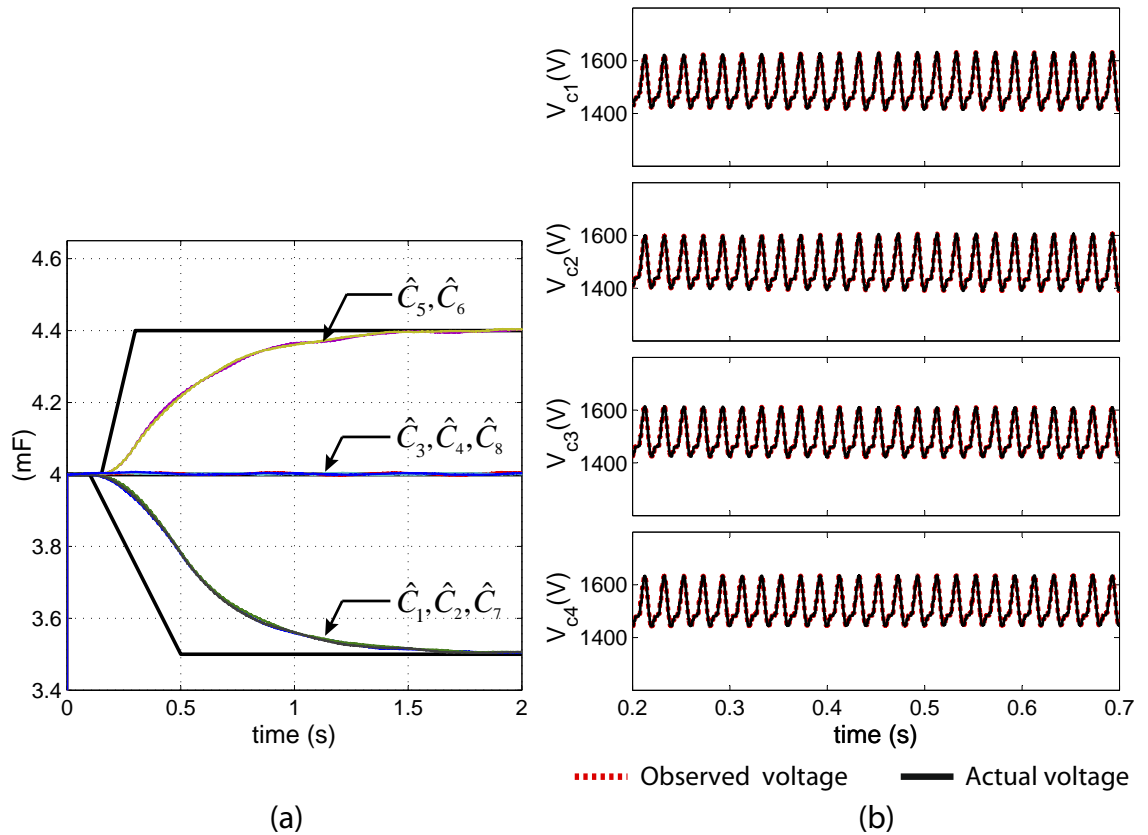 4.6
4.4
4.2
4
3.8
3.6
3.4
(mF)
0
0.5
1
1.5
2
time (s)
Ĉ5,Ĉ6
Ĉ3,Ĉ4,Ĉ8
Ĉ1,Ĉ2,Ĉ7
(a)
Vc1(V)
1600
1400
Vc2(V)
1600
1400
Vc3(V)
1600
1400
Vc4(V)
1600
1400
0.2
0.3
0.4
0.5
0.6
0.7
time (s)
Observed voltage
Actual voltage
(b)